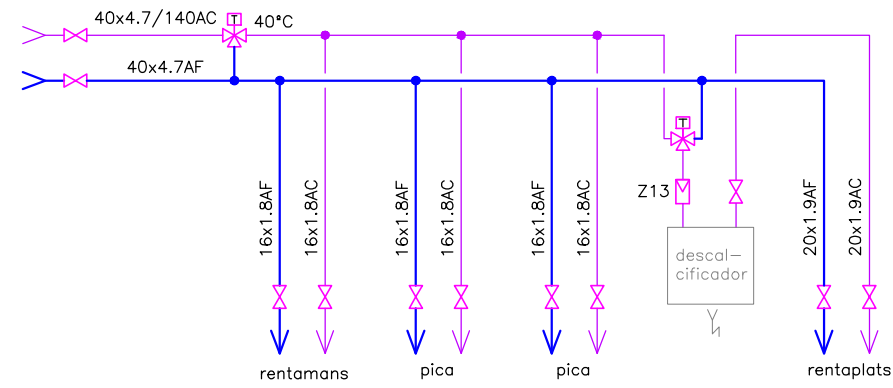 40x4.7/140AC
T
40°C
40x4.7AF
T
Z13
16x1.8AF
16x1.8AC
16x1.8AF
16x1.8AC
16x1.8AF
16x1.8AC
20x1.9AF
20x1.9AC
descal-
cificador
rentamans
pica
pica
rentaplats